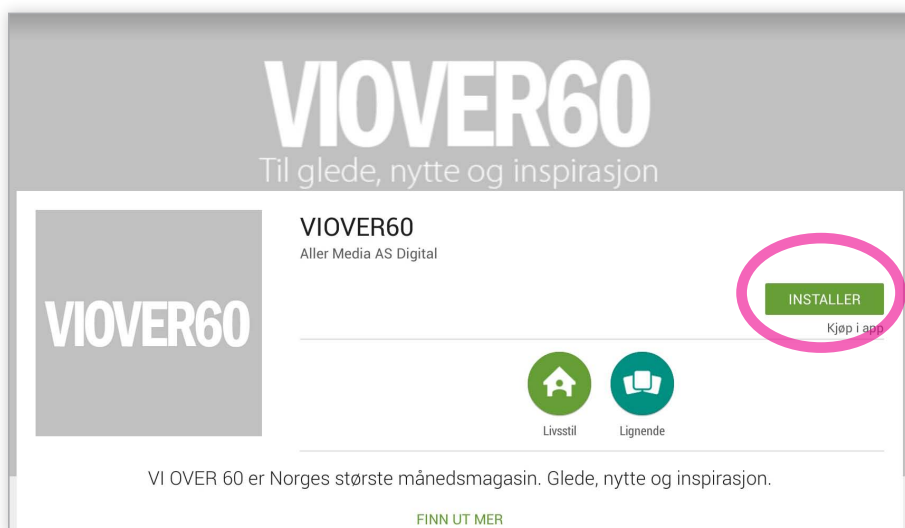 VIOVER60
Til glede, nytte og inspirasjon
VIOVER60
VIOVER60
Aller Media AS Digital
INSTALLER
Kjøp i app
Livsstil
Lignende
VI OVER 60 er Norges største månedsmagasin. Glede, nytte og inspirasjon.
FINN UT MER